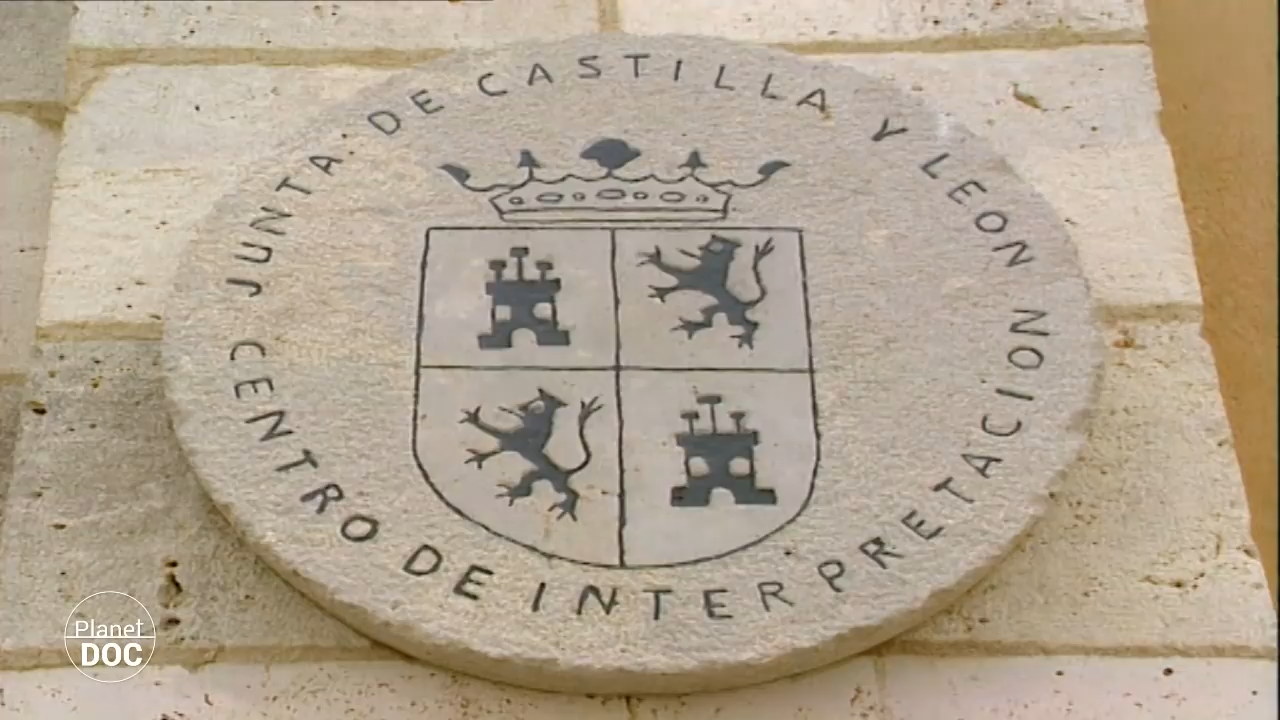 JUNTA DE CASTILLA Y LEON
CENTRO DE INTERPRETACION
Planet
DOC